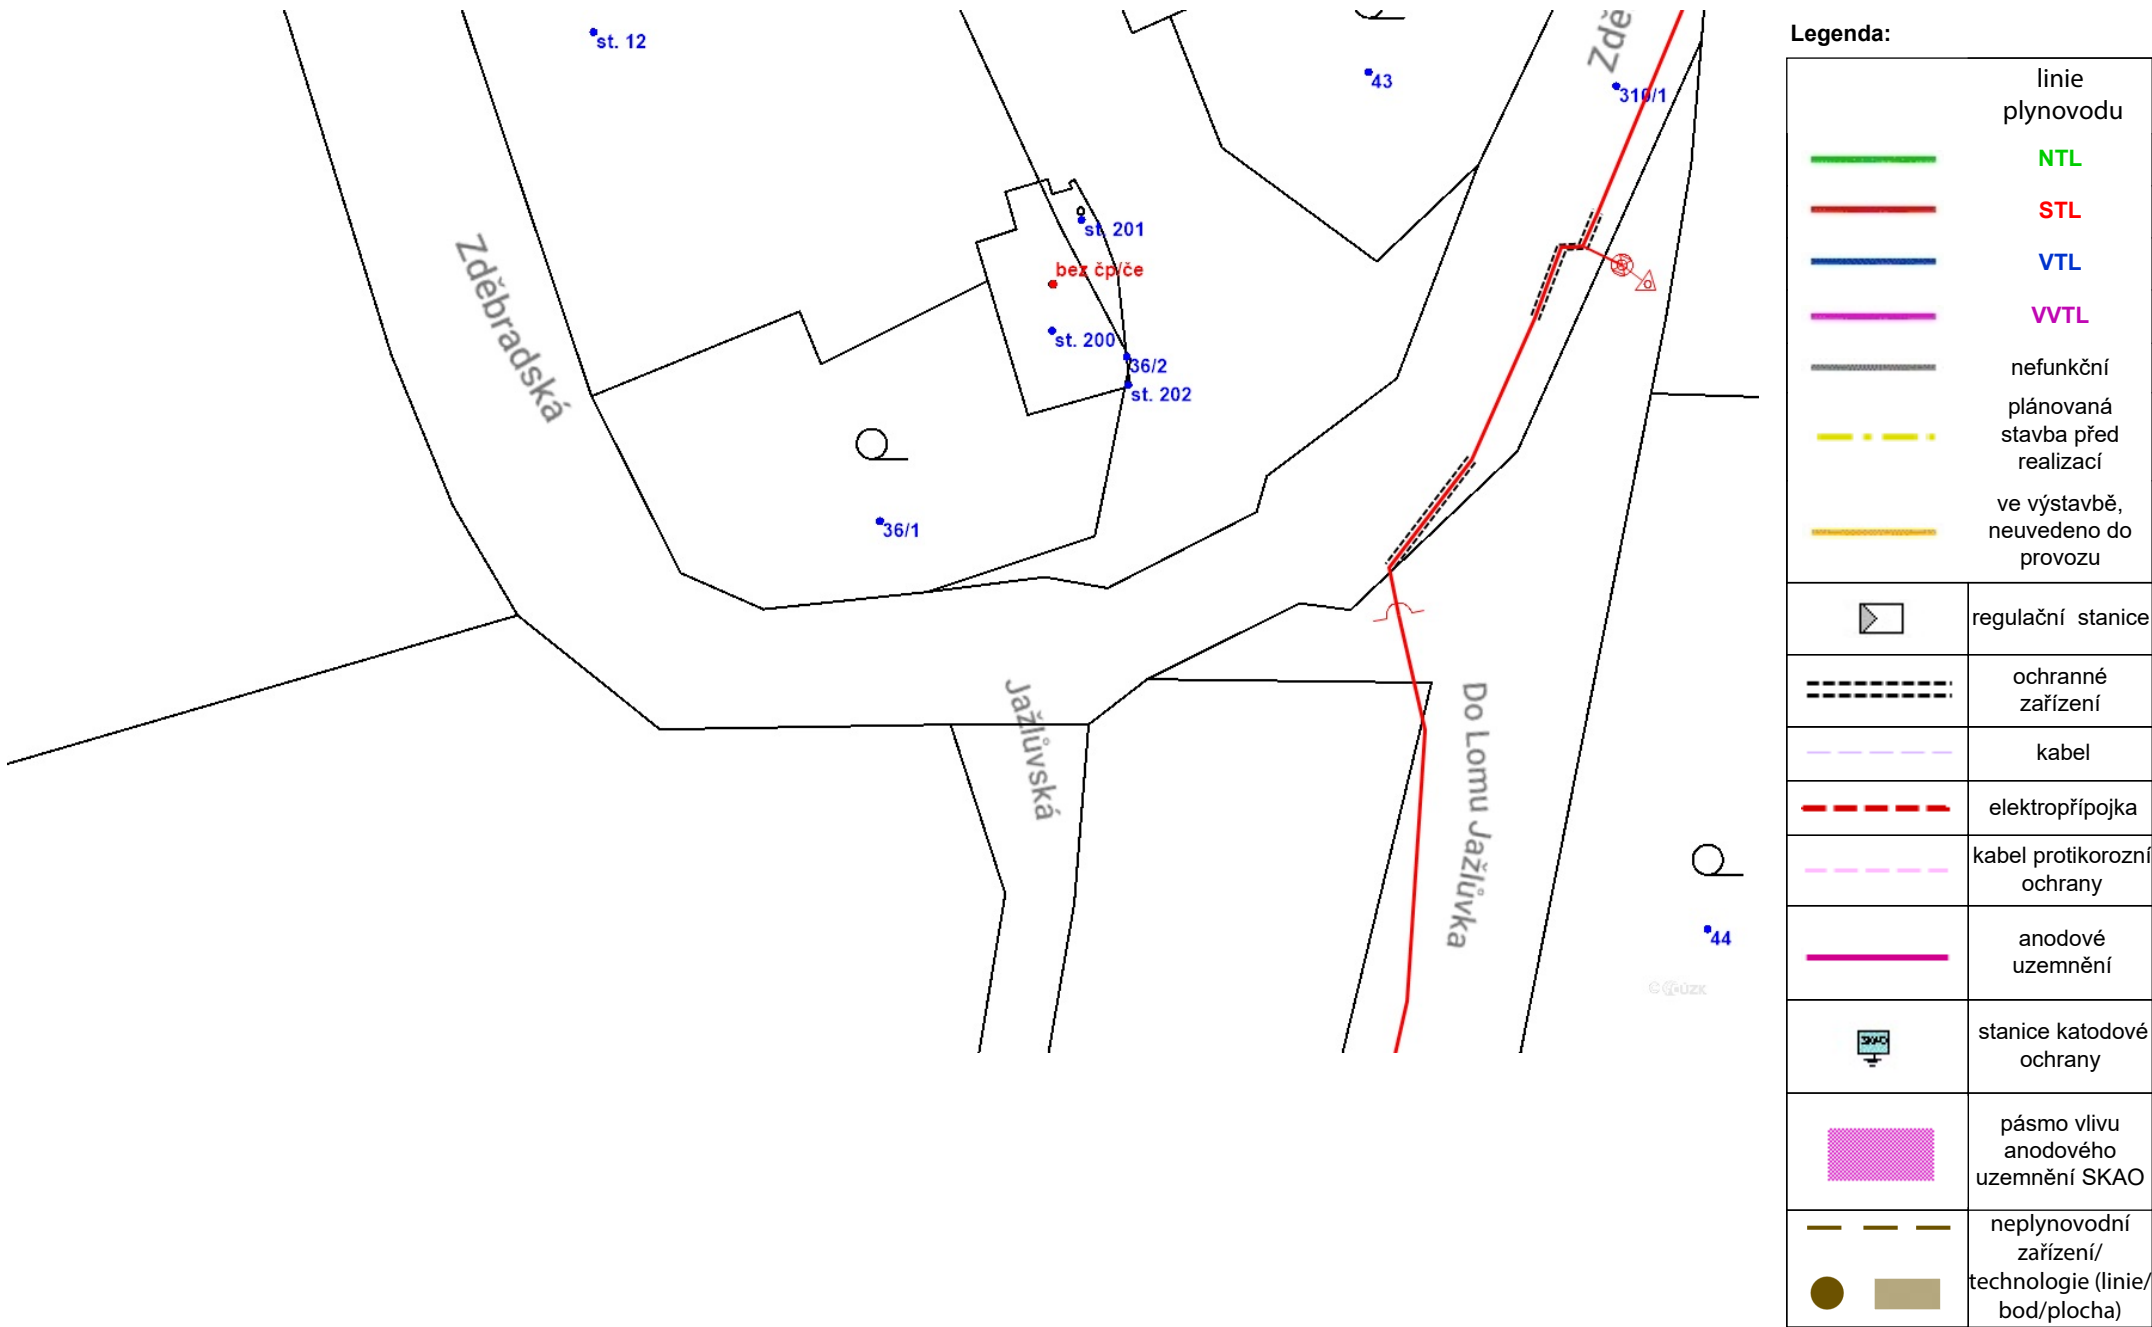 st. 12
43
Zdě
310/1
Zděbradská
st. 201
bez čp/če
st. 200
36/2
st. 202
36/1
Jažlůvská
Do Lomu Jažlůvka
44
Legenda:
linie
plynovodu
NTL
STL
VTL
VVTL
nefunkční
plánovaná
stavba před
realizací
ve výstavbě,
neuvedeno do
provozu
regulační stanice
ochranné
zařízení
kabel
elektropřípojka
kabel protikorozní
ochrany
anodové
uzemnění
SKAO
stanice katodové
ochrany
pásmo vlivu
anodového
uzemnění SKAO
neplynovodní
zařízení/
technologie (linie/
bod/plocha)